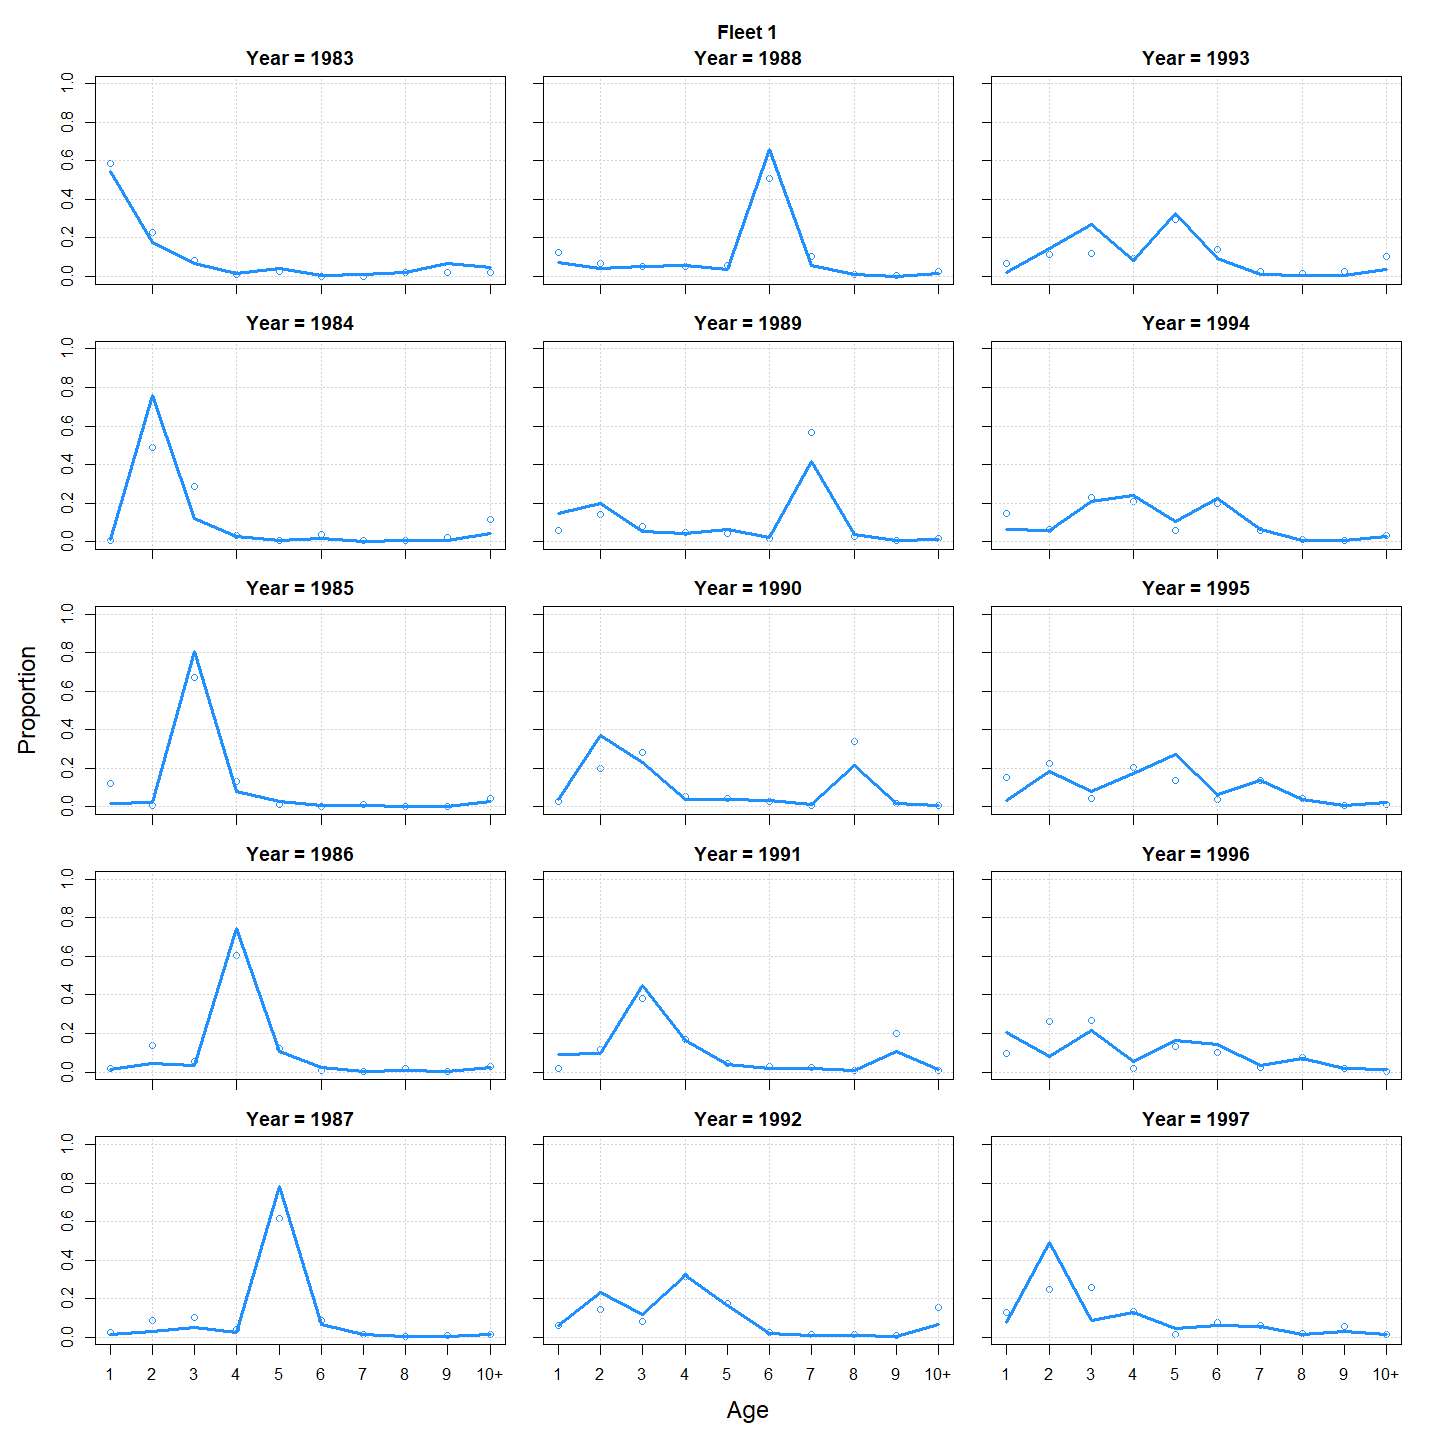 Fleet 1
Year = 1983 Year = 1988 Year = 1993
0.0 0.2 0.4 0.6 0.8 1.0
Year = 1984 Year = 1989 Year = 1994
0.0 0.2 0.4 0.6 0.8 1.0
Year = 1985 Year = 1990 Year = 1995
0.0 0.2 0.4 0.6 0.8 1.0
Proportion
Year = 1986 Year = 1991 Year = 1996
0.0 0.2 0.4 0.6 0.8 1.0
Year = 1987 Year = 1992 Year = 1997
0.0 0.2 0.4 0.6 0.8 1.0
1 2 3 4 5 6 7 8 9 10+ 1 2 3 4 5 6 7 8 9 10+ 1 2 3 4 5 6 7 8 9 10+
Age